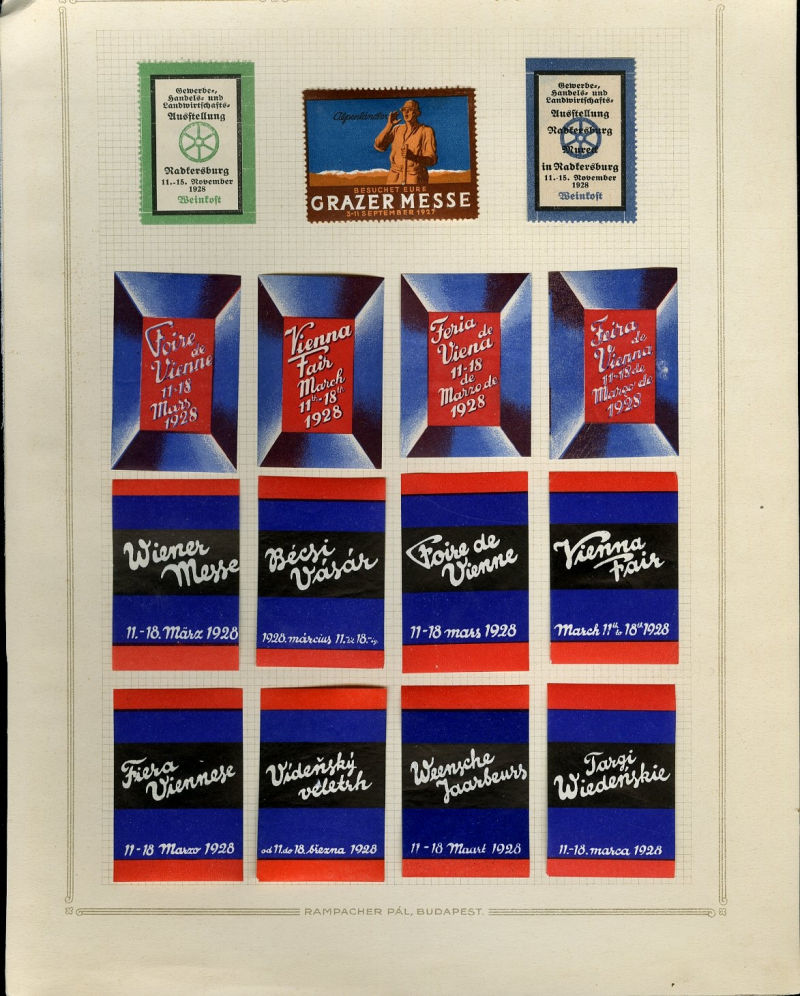 Gewerbe-,
Handels- und
Landwirtschafts-
Ausstellung
Radkersburg
11.-15. November
1928
Weinkost
Alpenländler
BESUCHET EURE
GRAZER MESSE
3-11 SEPTEMBER 1927
Gewerbe-,
Handels- und
Landwirtschafts-
Ausstellung
Radkersburg
Mureck
in Radkersburg
11.-15. November
1928
Weinkost
Foire
de
Vienne
11-18
Mars
1928
Vienna
Fair
March
11th-18th
1928
Feria
de
Viena
11-18
de
Marzo de
1928
Feira
de
Vienna
11-18 de
Março de
1928
Wiener
Messe
11.-18. März 1928
Bécsi
Vásár
1928. március 11.től 18.-ig.
Foire de
Vienne
11-18 mars 1928
Vienna
Fair
March 11th to 18th 1928
Fiera
Viennese
11-18 Marzo 1928
Vídeňský
veletrh
od 11. do 18. března 1928
Weensche
Jaarbeurs
11-18 Maart 1928
Targi
Wiedeńskie
11.-18. marca 1928
RAMPACHER PÁL, BUDAPEST.